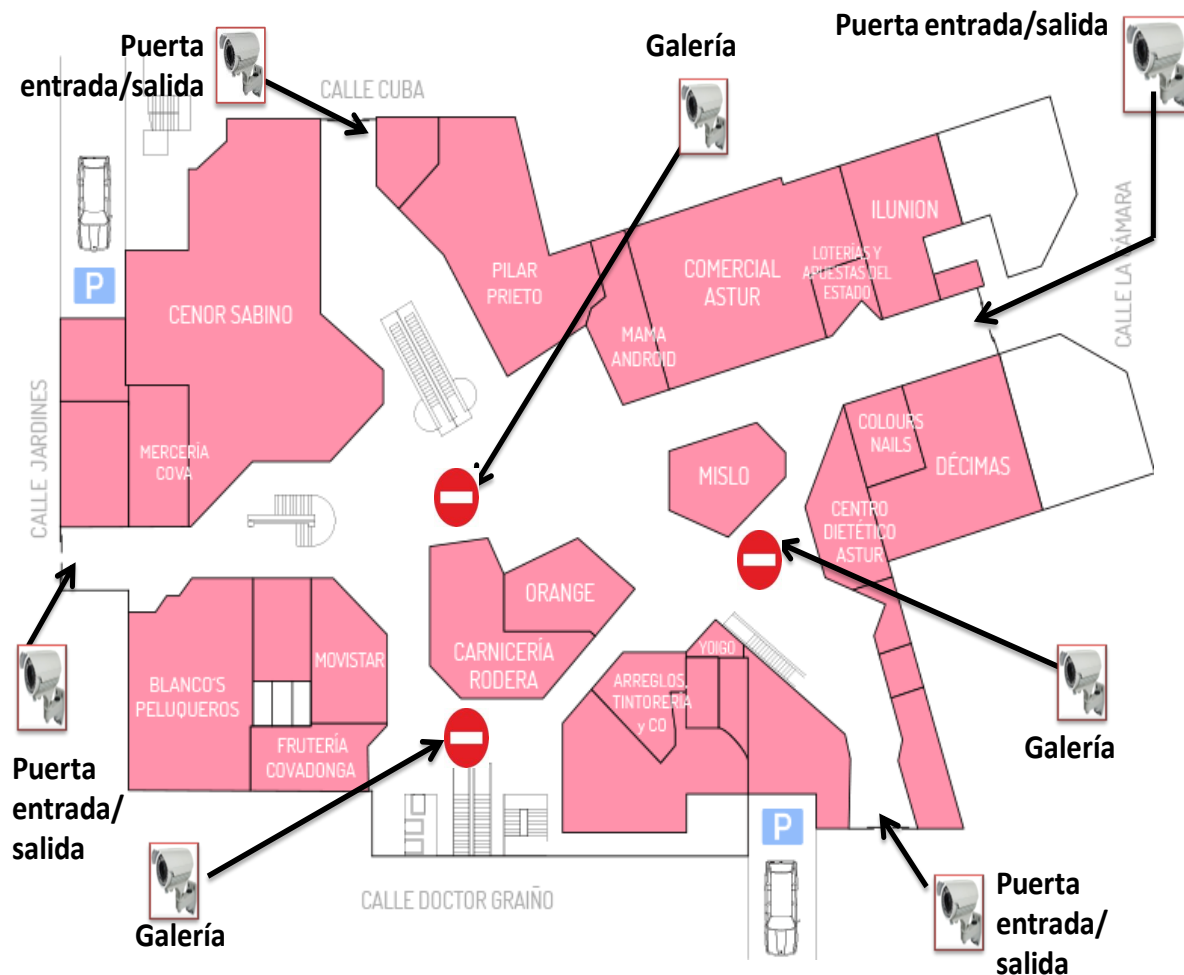 Puerta
entrada/salida
Galería
Puerta entrada/salida
CALLE CUBA
P
CENOR SABINO
PILAR
PRIETO
COMERCIAL
ASTUR
ILUNION
LOTERÍAS Y
APUESTAS DEL
ESTADO
MAMA
ANDROID
CALLE LA CÁMARA
CALLE JARDINES
MERCERÍA
COVA
MISLO
COLOURS
NAILS
DÉCIMAS
CENTRO
DIETÉTICO
ASTUR
ORANGE
CARNICERÍA
RODERA
MOVISTAR
BLANCO'S
PELUQUEROS
FRUTERÍA
COVADONGA
YOIGO
ARREGLOS,
TINTORERÍA
y CO
Galería
Puerta
entrada/
salida
P
CALLE DOCTOR GRAIÑO
Galería
Puerta
entrada/
salida